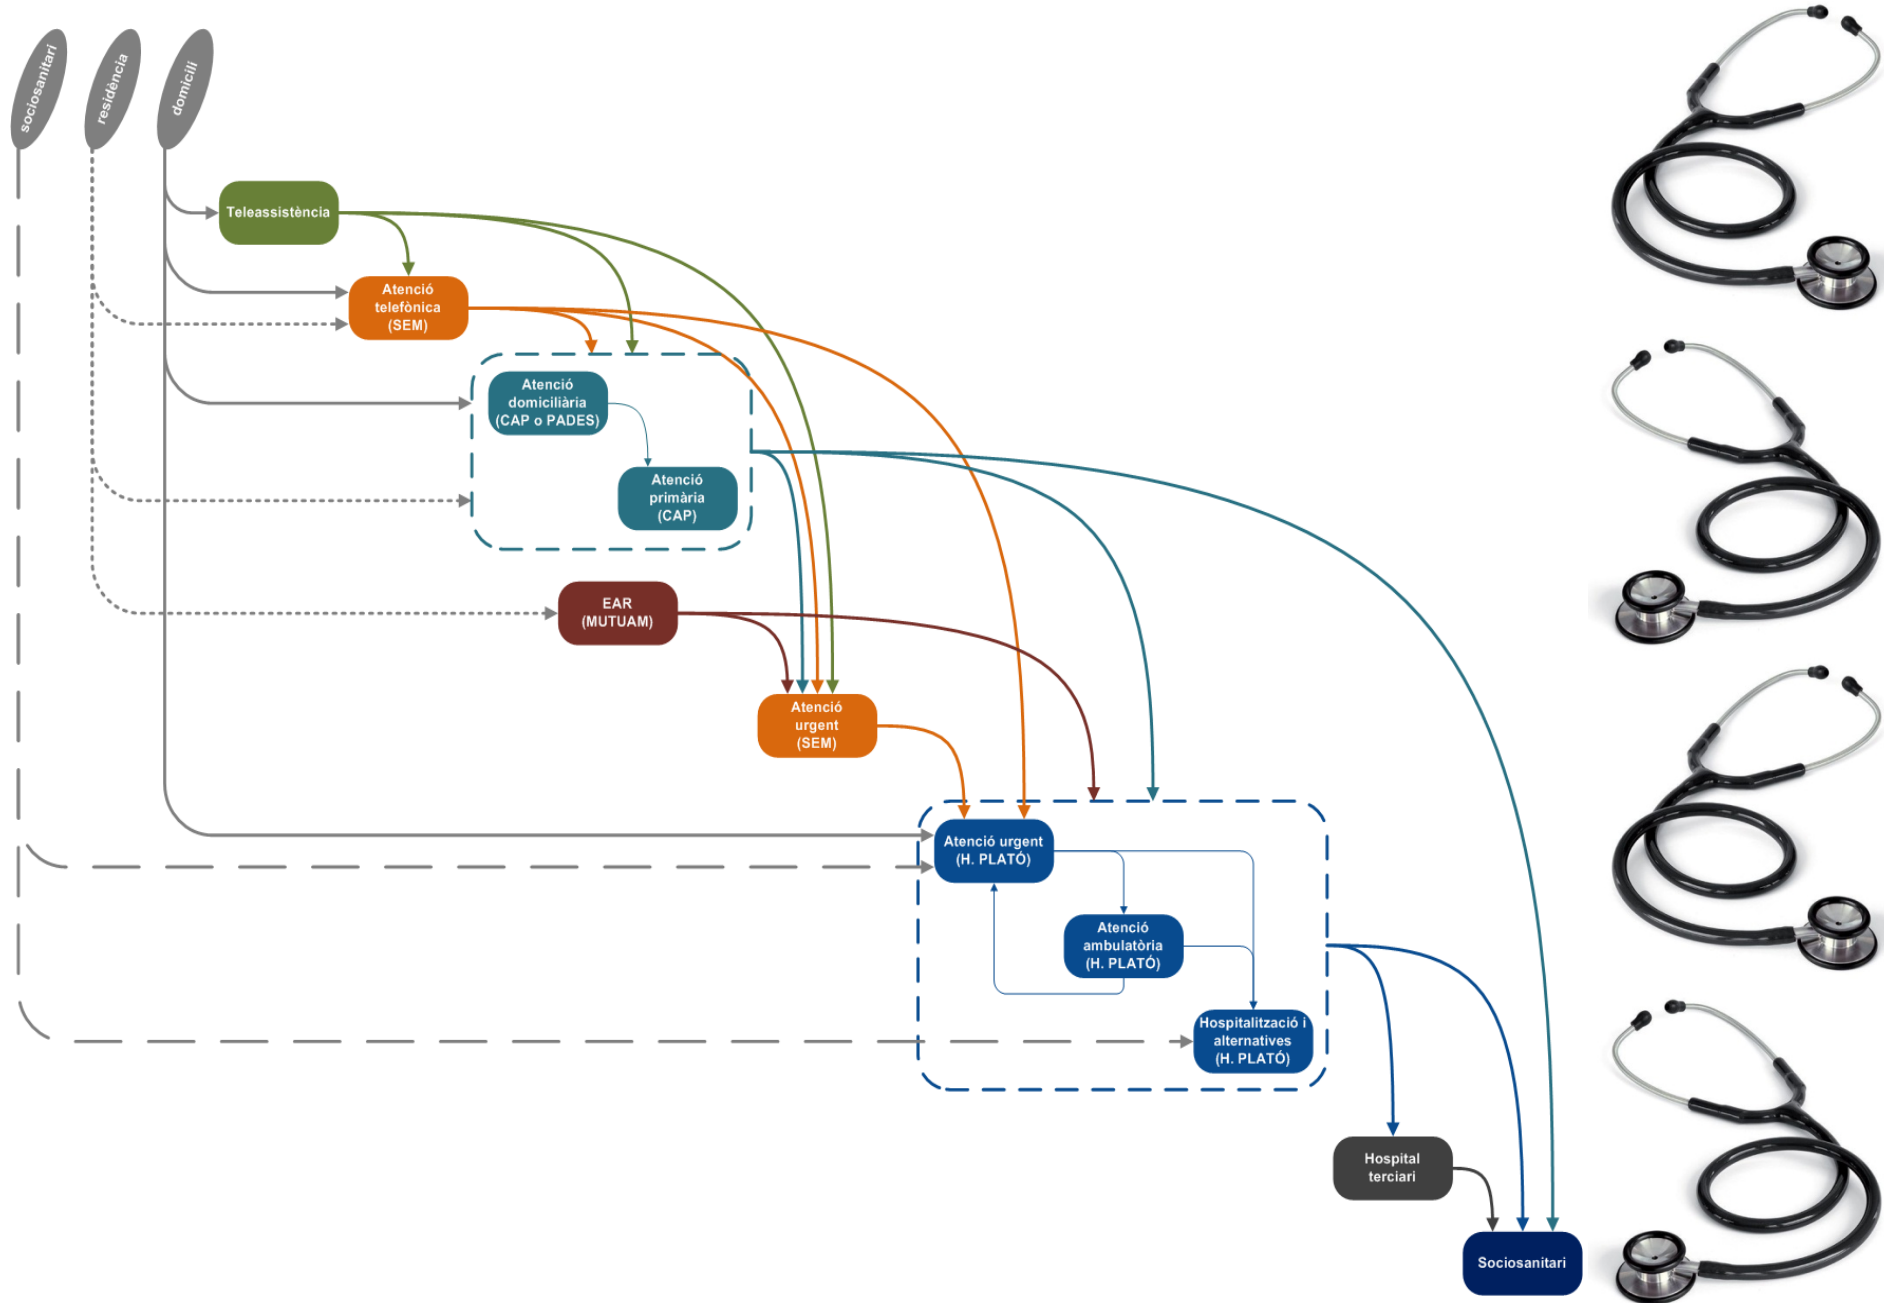 sociosanitari
residència
domicili
Teleassistència
Atenció
telefònica
(SEM)
Atenció
domiciliària
(CAP o PADES)
Atenció
primària
(CAP)
EAR
(MUTUAM)
Atenció
urgent
(SEM)
Atenció urgent
(H. PLATÓ)
Atenció
ambulatòria
(H. PLATÓ)
Hospitalització i
alternatives
(H. PLATÓ)
Hospital
terciari
Sociosanitari